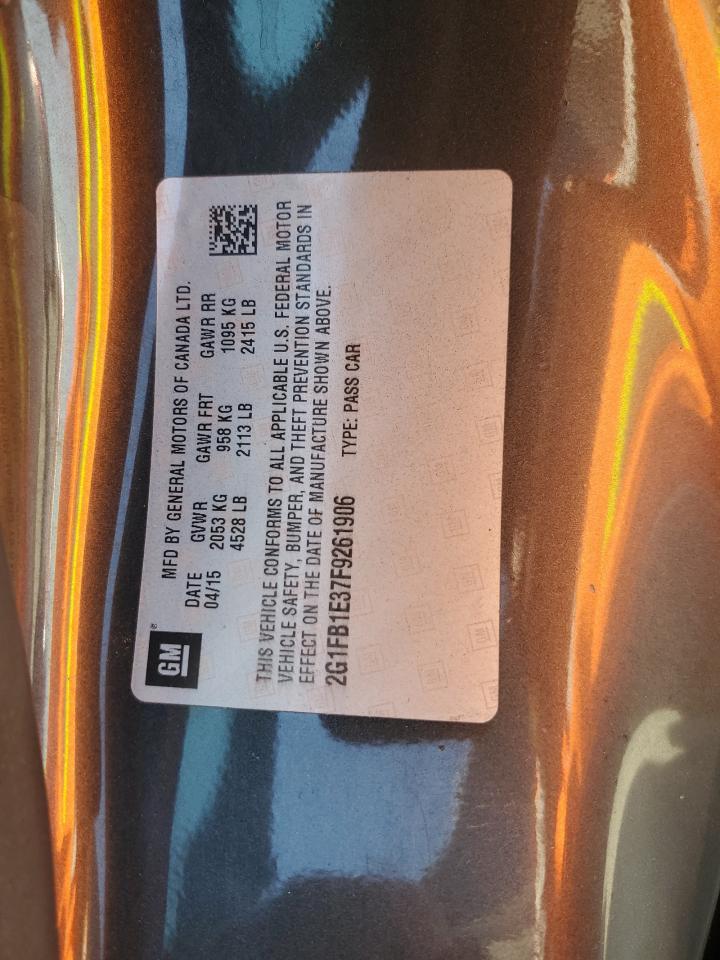 GM®
MFD BY GENERAL MOTORS OF CANADA LTD.
DATE GVWR GAWR FRT GAWR RR
04/15 2053 KG 958 KG 1095 KG
4528 LB 2113 LB 2415 LB
THIS VEHICLE CONFORMS TO ALL APPLICABLE U.S. FEDERAL MOTOR
VEHICLE SAFETY, BUMPER, AND THEFT PREVENTION STANDARDS IN
EFFECT ON THE DATE OF MANUFACTURE SHOWN ABOVE.
2G1FB1E37F9261906 TYPE: PASS CAR